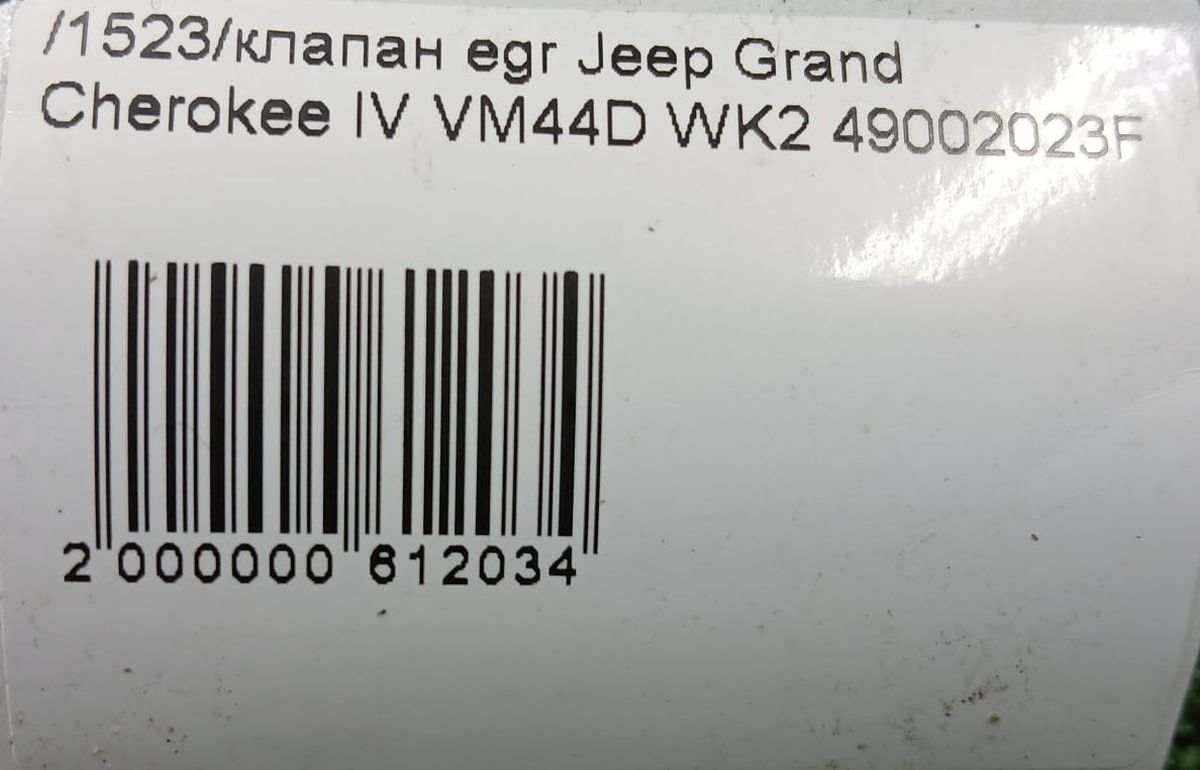 /1523/клапан egr Jeep Grand
Cherokee IV VM44D WK2 49002023F
2 000000 612034